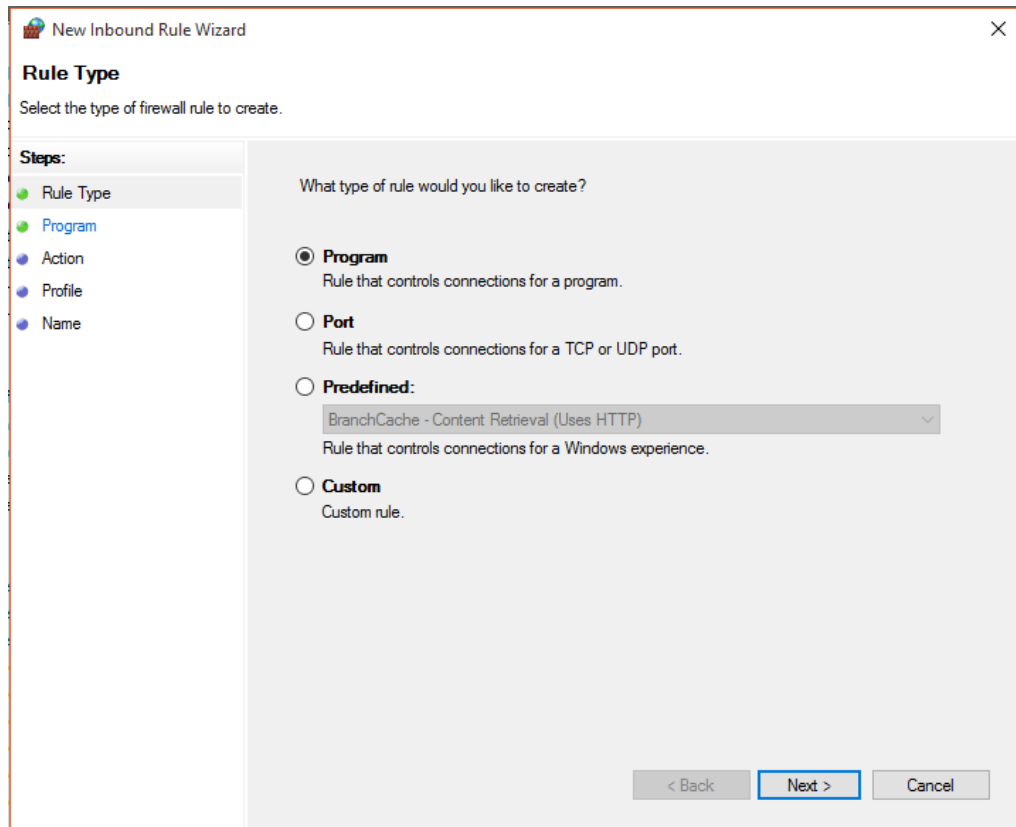 New Inbound Rule Wizard
Rule Type
Select the type of firewall rule to create.
Steps:
Rule Type
Program
Action
Profile
Name
What type of rule would you like to create?
Program
Rule that controls connections for a program.
Port
Rule that controls connections for a TCP or UDP port.
Predefined:
BranchCache - Content Retrieval (Uses HTTP)
Rule that controls connections for a Windows experience.
Custom
Custom rule.
< Back Next > Cancel